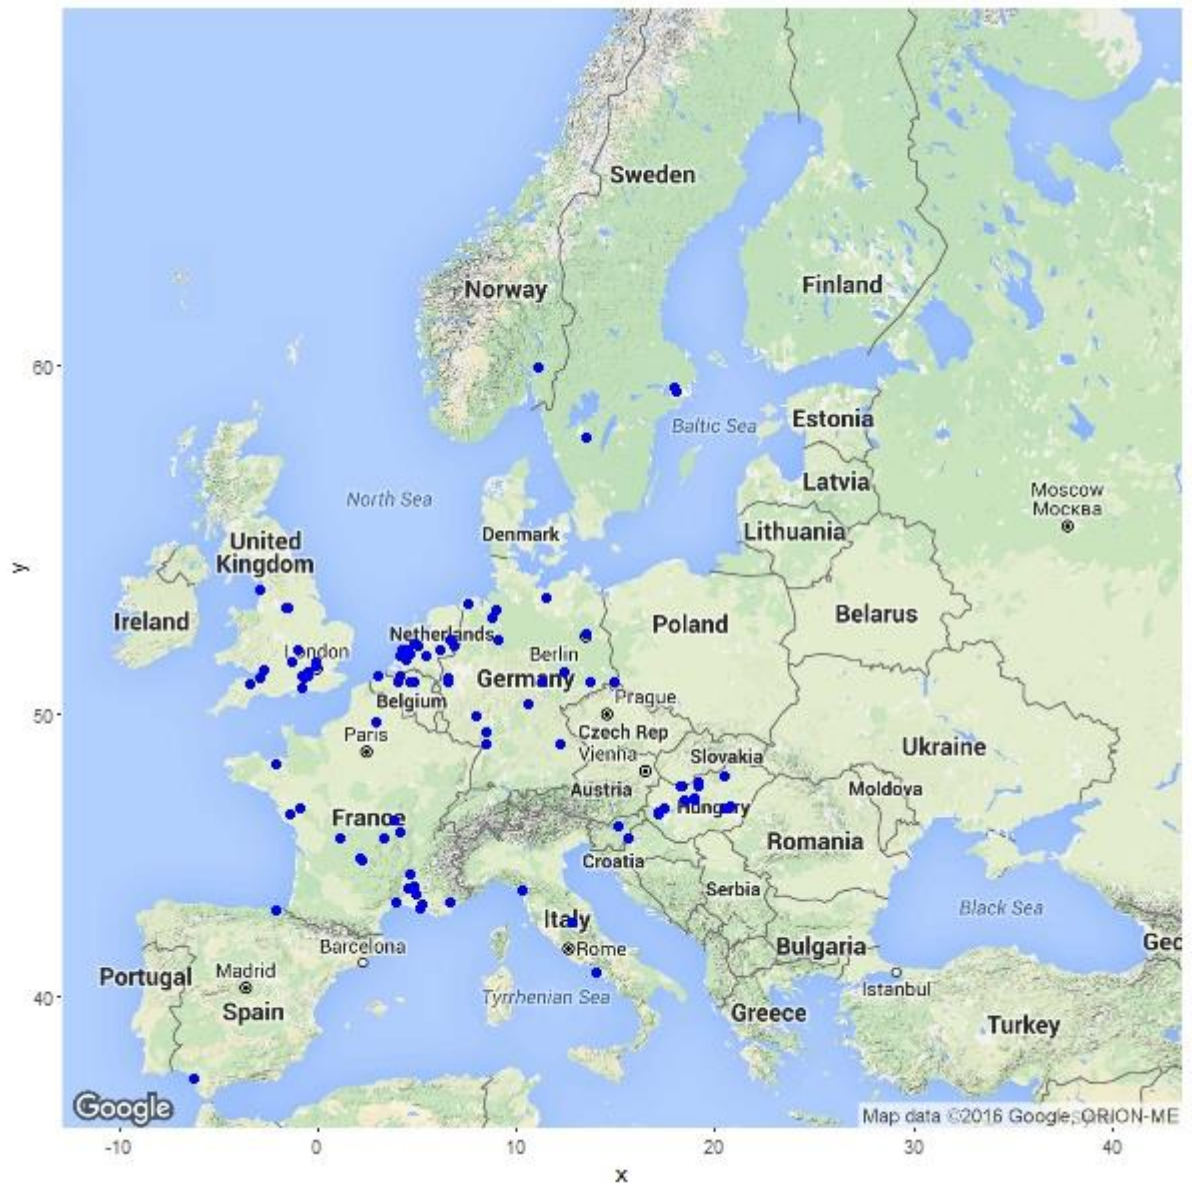 Sweden
Norway
Finland
60
Baltic Sea
Estonia
Latvia
North Sea
Moscow
Москва
Denmark
Lithuania
United
Kingdom
Ireland
Belarus
Poland
Netherlands
London
Berlin
Germany
Belgium
Prague
50
Paris
Czech Rep
Vienna
Slovakia
Ukraine
Austria
Moldova
Hungary
France
Romania
Croatia
Serbia
Black Sea
Italy
Barcelona
Rome
Bulgaria
Geo
Portugal
Madrid
Istanbul
40
Tyrrhenian Sea
Spain
Greece
Turkey
Google
Map data ©2016 Google, ORION-ME
-10
0
10
20
30
40
x
y